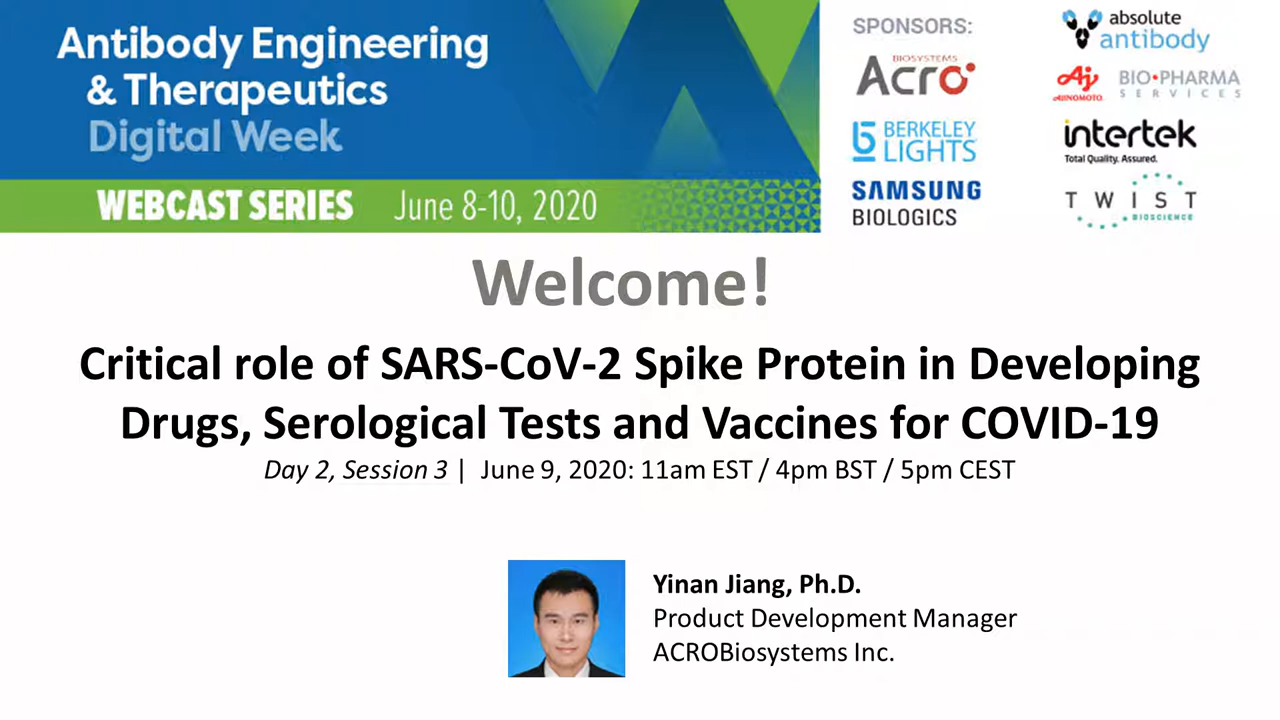 Antibody Engineering
& Therapeutics
Digital Week
WEBCAST SERIES June 8-10, 2020
SPONSORS:
BIOSYSTEMS
ACRO
absolute
antibody
AJINOMOTO
BIO•PHARMA
SERVICES
BERKELEY
LIGHTS
intertek
Total Quality. Assured.
SAMSUNG
BIOLOGICS
TWIST
BIOSCIENCE
Welcome!
Critical role of SARS-CoV-2 Spike Protein in Developing
Drugs, Serological Tests and Vaccines for COVID-19
Day 2, Session 3 | June 9, 2020: 11am EST / 4pm BST / 5pm CEST
Yinan Jiang, Ph.D.
Product Development Manager
ACROBiosystems Inc.